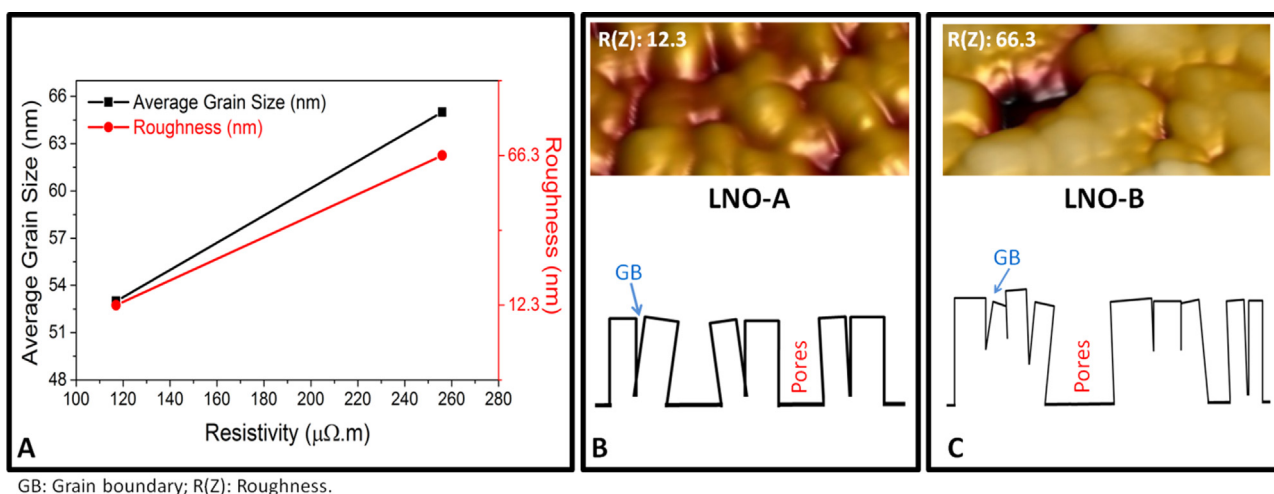 Average Grain Size (nm)
66
63
60
57
54
51
48
Average Grain Size (nm)
Roughness (nm)
66.3
12.3
Roughness (nm)
100 120 140 160 180 200 220 240 260 280
Resistivity (μΩ.m)
A
R(Z): 12.3
LNO-A
GB
Pores
B
R(Z): 66.3
LNO-B
GB
Pores
C
GB: Grain boundary; R(Z): Roughness.